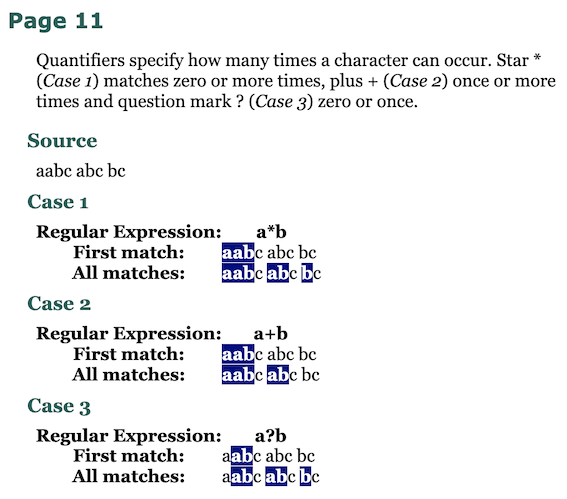 Page 11
Quantifiers specify how many times a character can occur. Star *
(Case 1) matches zero or more times, plus + (Case 2) once or more
times and question mark ? (Case 3) zero or once.
Source
aabc abc bc
Case 1
Regular Expression: a*b
First match: aabc abc bc
All matches: aabc abc bc
Case 2
Regular Expression: a+b
First match: aabc abc bc
All matches: aabc abc bc
Case 3
Regular Expression: a?b
First match: aabc abc bc
All matches: aabc abc bc